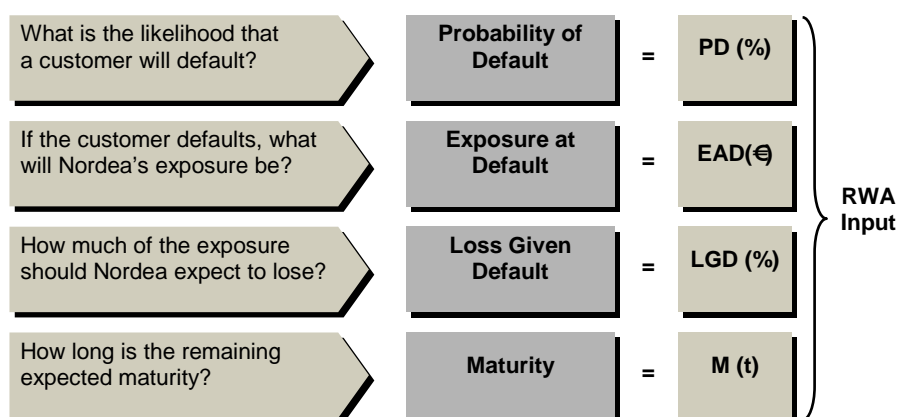 What is the likelihood that
a customer will default?
Probability of
Default
=
PD (%)
If the customer defaults, what
will Nordea's exposure be?
Exposure at
Default
=
EAD(€)
How much of the exposure
should Nordea expect to lose?
Loss Given
Default
=
LGD (%)
How long is the remaining
expected maturity?
Maturity
=
M (t)
RWA
Input